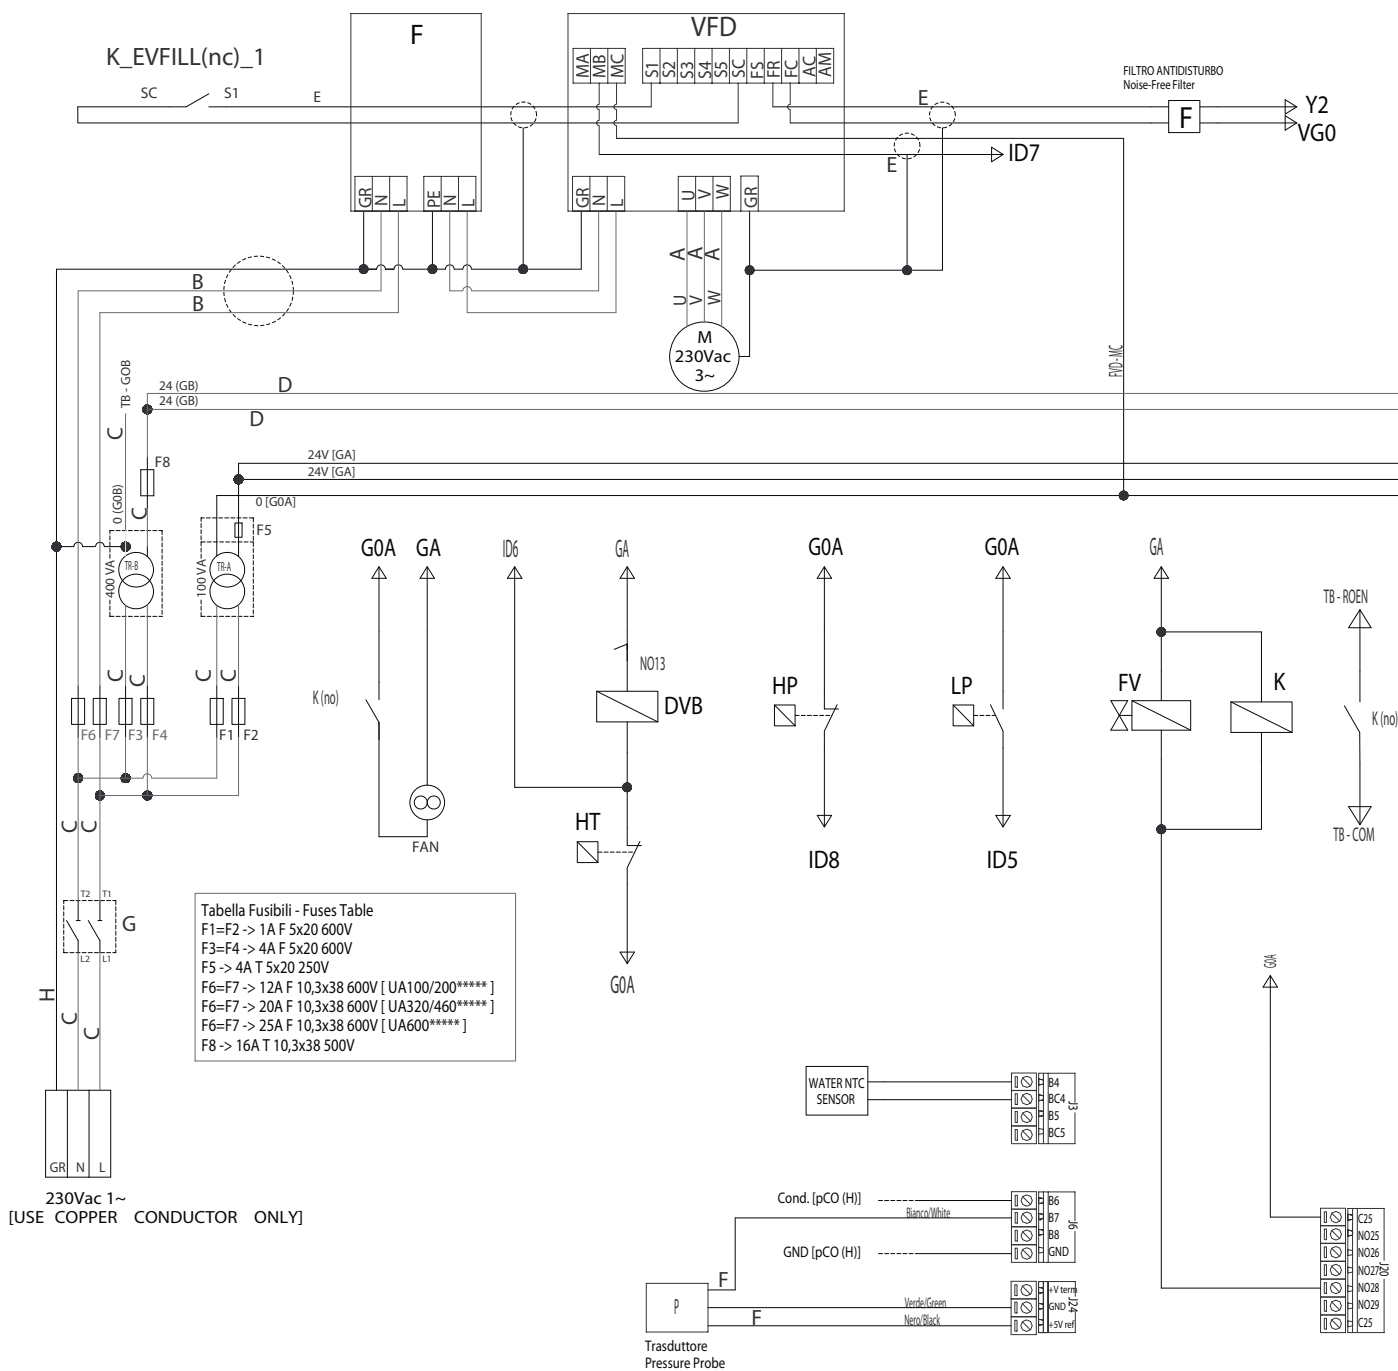 F
VFD
K_EVFILL(nc)_1
MA
MB
MC
S1
S2
S3
S4
S5
SC
FS
FR
FC
AC
AM
FILTRO ANTIDISTURBO
Noise-Free Filter
SC
S1
E
E
F
Y2
VG0
E
ID7
GR
N
L
PE
N
L
GR
N
L
U
V
W
GR
A
A
A
B
B
U
V
W
M
230Vac
3~
FVD - MC
TB - GOB
24 (GB)
D
24 (GB)
D
C
F8
24V [GA]
24V [GA]
0 (G0B)
C
0 [G0A]
F5
400 VA
TR-B
100 VA
TR-A
G0A
GA
ID6
GA
G0A
G0A
GA
TB - ROEN
C
C
C
C
K (no)
NO13
DVB
HP
LP
FV
K
K (no)
F6
F7
F3
F4
F1
F2
C
C
FAN
HT
ID8
ID5
TB - COM
T2
T1
G
L2
L1
G0A
G0A
Tabella Fusibili - Fuses Table
F1=F2 -> 1A F 5x20 600V
F3=F4 -> 4A F 5x20 600V
F5 -> 4A T 5x20 250V
F6=F7 -> 12A F 10,3x38 600V [ UA100/200***** ]
F6=F7 -> 20A F 10,3x38 600V [ UA320/460***** ]
F6=F7 -> 25A F 10,3x38 600V [ UA600***** ]
F8 -> 16A T 10,3x38 500V
H
C
C
GR
N
L
230Vac 1~
[USE COPPER CONDUCTOR ONLY]
WATER NTC
SENSOR
B4
BC4
B5
BC5
J3
Cond. [pCO (H)]
Bianco/White
GND [pCO (H)]
B6
B7
B8
GND
J6
F
P
Verde/Green
F
Nero/Black
+V term
GND
+5V ref
J24
Trasduttore
Pressure Probe
C25
NO25
NO26
NO27
NO28
NO29
C25
J20